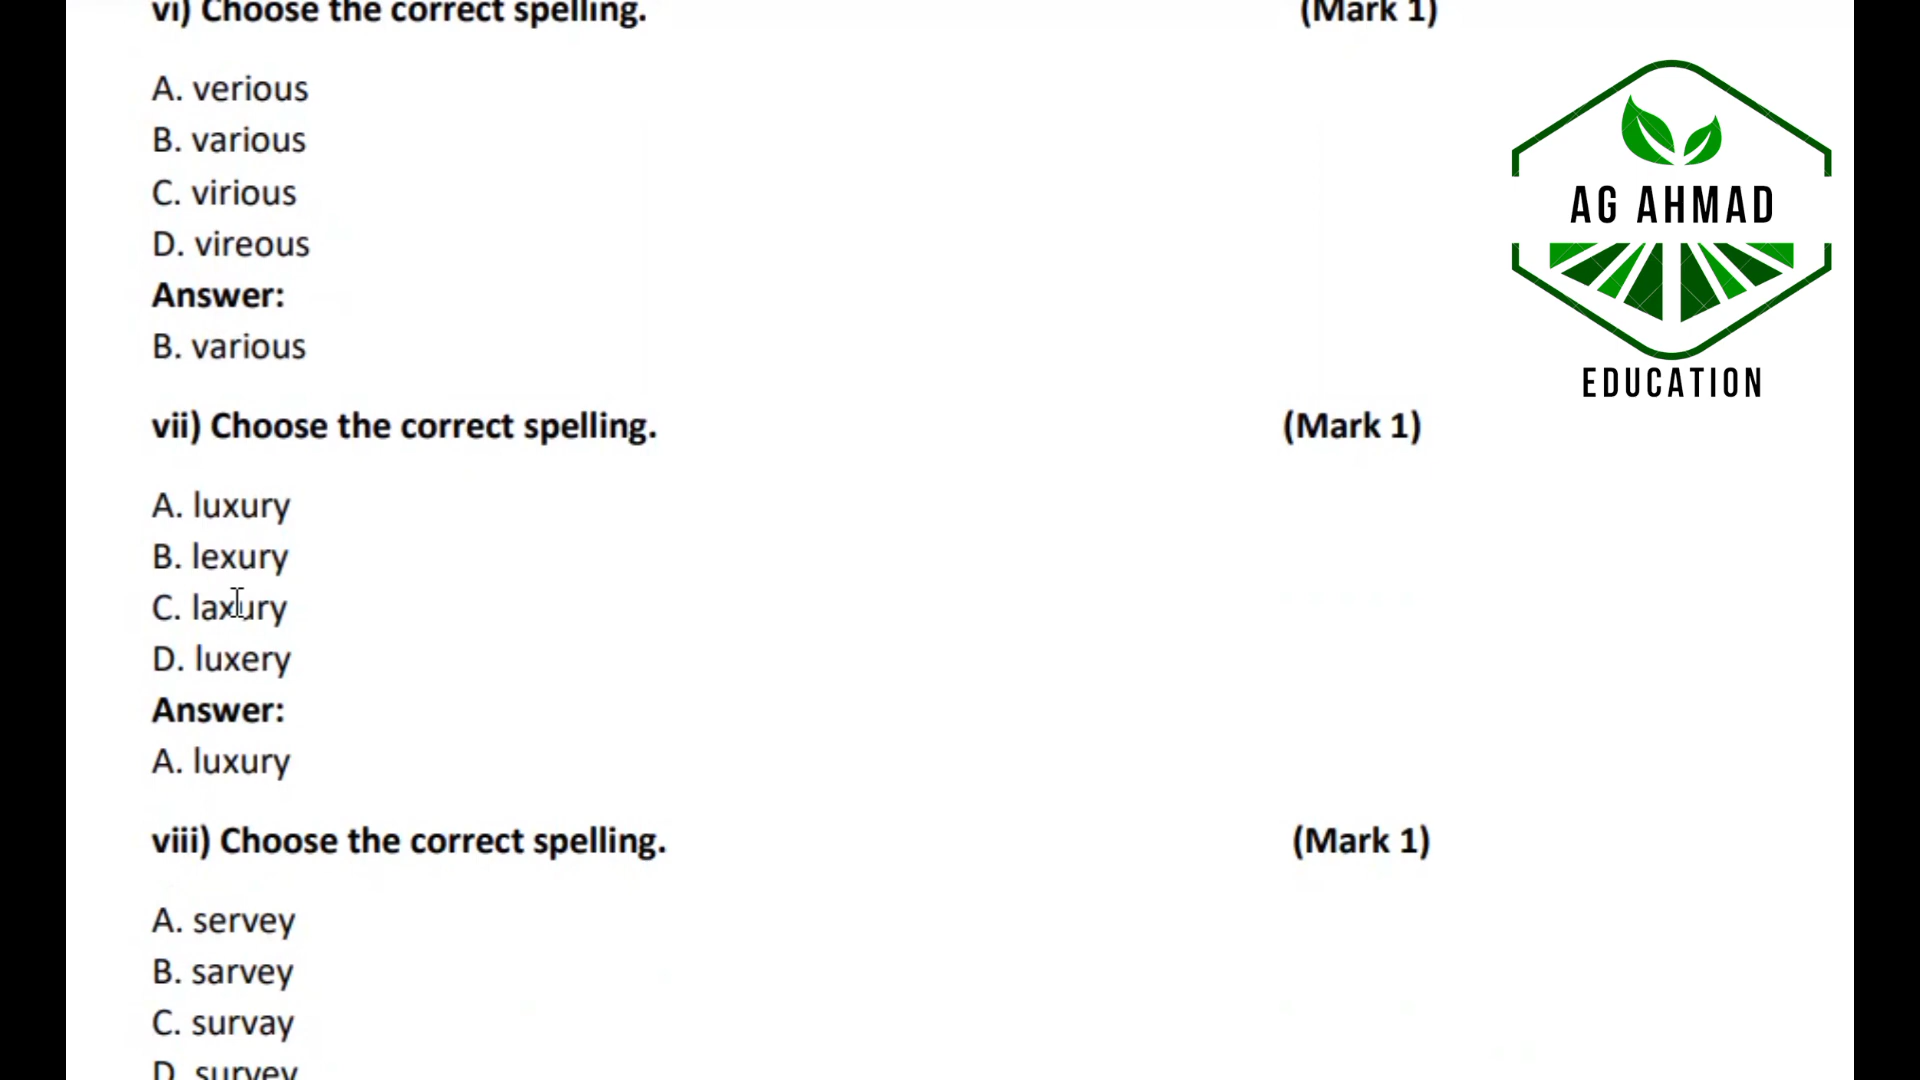 vi) Choose the correct spelling. (Mark 1)
A. verious
B. various
C. virious
D. vireous
Answer:
B. various
vii) Choose the correct spelling. (Mark 1)
A. luxury
B. lexury
C. laxury
D. luxery
Answer:
A. luxury
viii) Choose the correct spelling. (Mark 1)
A. servey
B. sarvey
C. survay
D. survey
AG AHMAD
EDUCATION